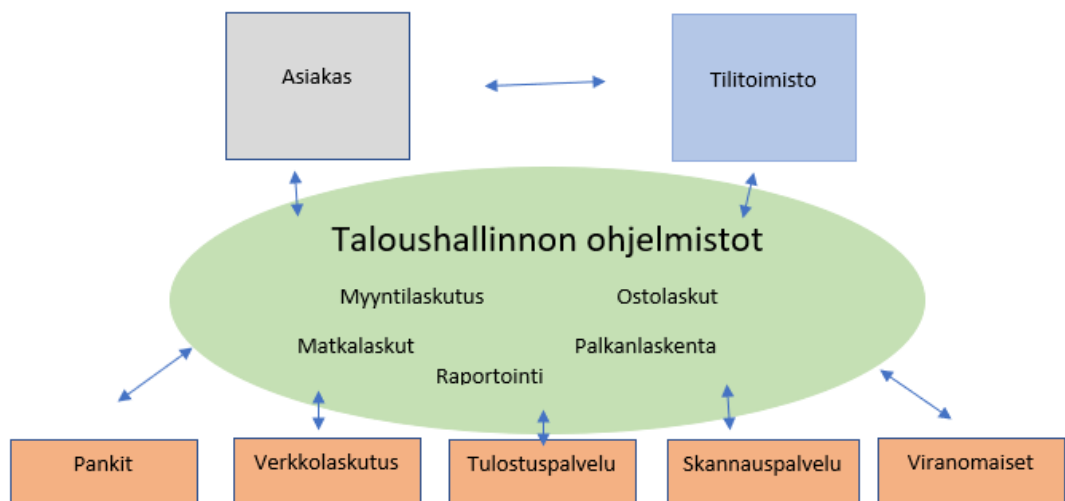 Asiakas
Tilitoimisto
Taloushallinnon ohjelmistot
Myyntilaskutus
Ostolaskut
Matkalaskut
Palkanlaskenta
Raportointi
Pankit
Verkkolaskutus
Tulostuspalvelu
Skannauspalvelu
Viranomaiset